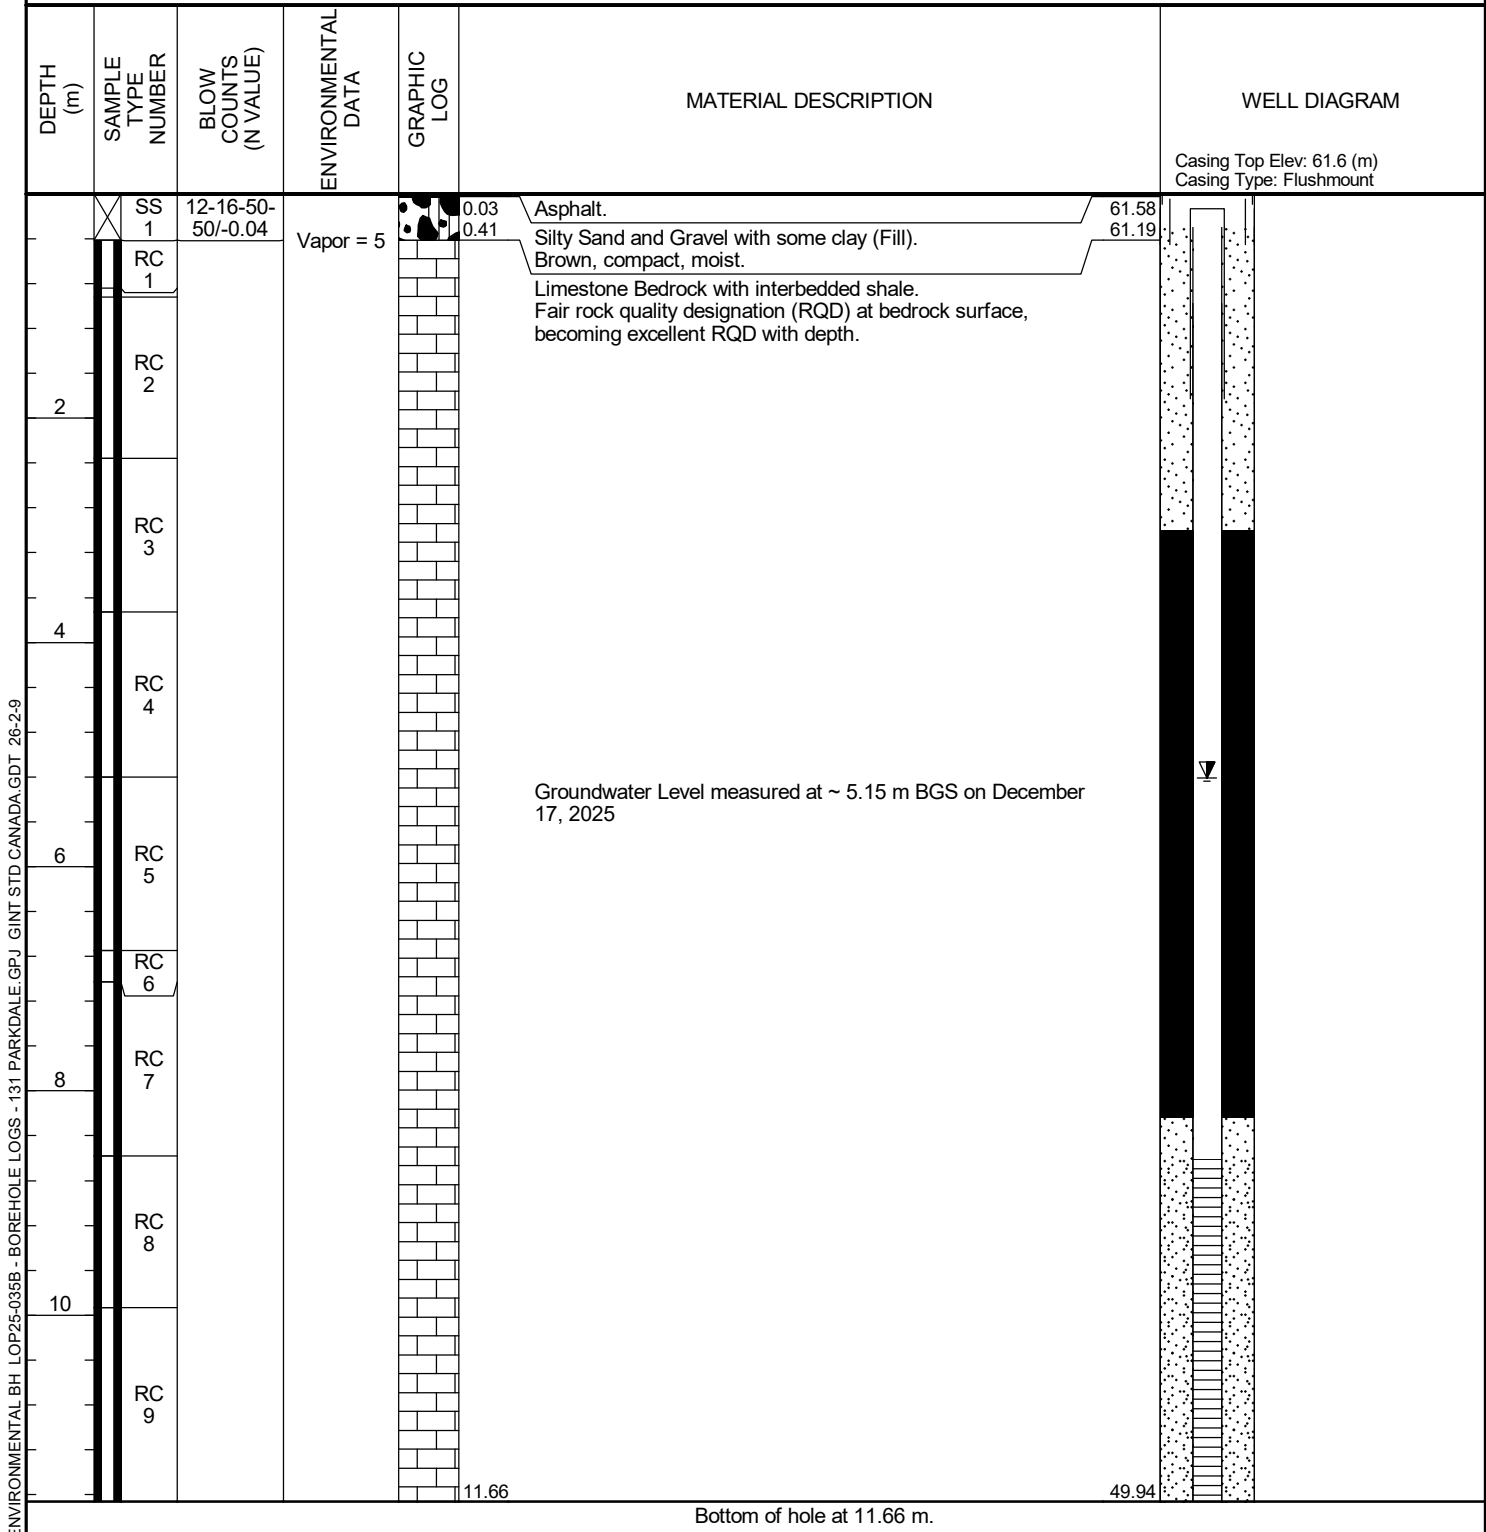 DEPTH
(m)
SAMPLE TYPE
NUMBER
BLOW
COUNTS
(N VALUE)
ENVIRONMENTAL
DATA
GRAPHIC
LOG
MATERIAL DESCRIPTION
WELL DIAGRAM
Casing Top Elev: 61.6 (m)
Casing Type: Flushmount
SS
1
12-16-50-
50/-0.04
Vapor = 5
0.03
Asphalt.
61.58
0.41
61.19
Silty Sand and Gravel with some clay (Fill).
Brown, compact, moist.
RC
1
Limestone Bedrock with interbedded shale.
Fair rock quality designation (RQD) at bedrock surface,
becoming excellent RQD with depth.
RC
2
2
RC
3
4
RC
4
Groundwater Level measured at ~ 5.15 m BGS on December
17, 2025
6
RC
5
RC
6
RC
7
8
RC
8
10
RC
9
11.66
49.94
Bottom of hole at 11.66 m.
ENVIRONMENTAL BH LOP25-035B - BOREHOLE LOGS - 131 PARKDALE.GPJ GINT STD CANADA.GDT 26-2-9